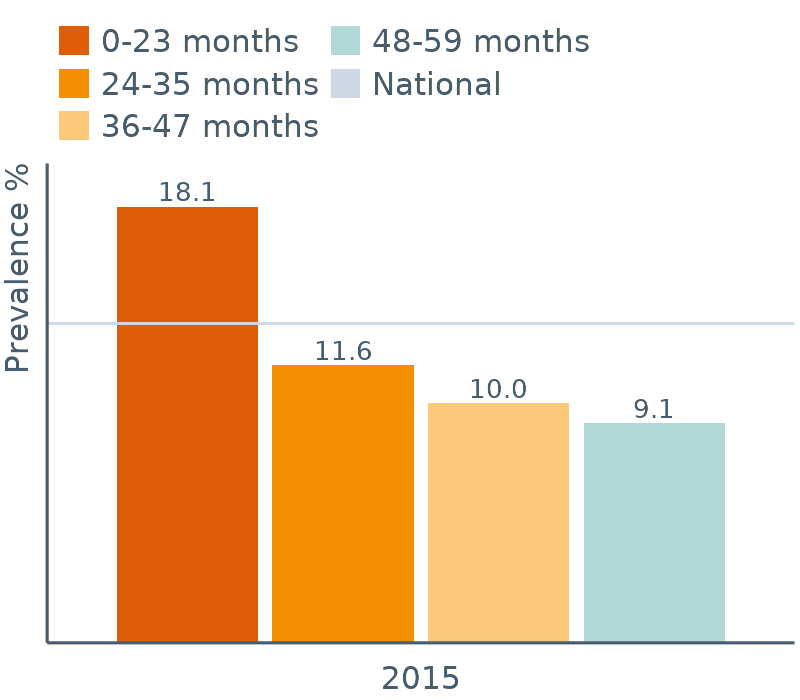 0-23 months
24-35 months
36-47 months
48-59 months
National
Prevalence %
18.1
11.6
10.0
9.1
2015